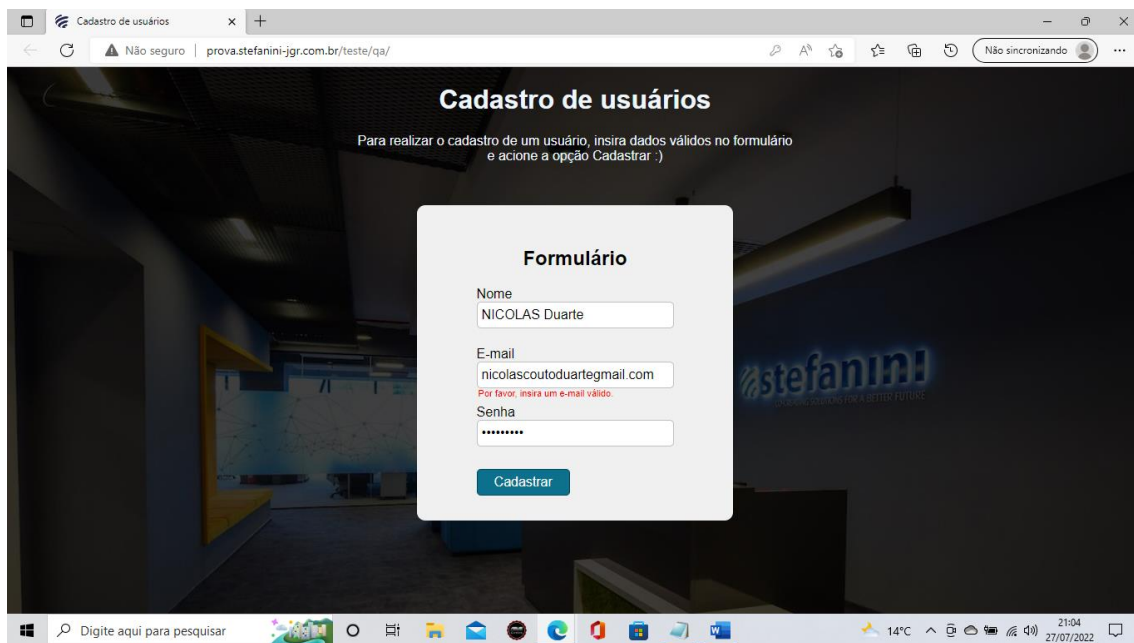 Cadastro de usuários
Não seguro
prova.stefanini-jgr.com.br/teste/qa/
Não sincronizando
Cadastro de usuários
Para realizar o cadastro de um usuário, insira dados válidos no formulário
e acione a opção Cadastrar :)
Formulário
Nome
NICOLAS Duarte
E-mail
nicolascoutoduartegmail.com
Por favor, insira um e-mail válido.
Senha
•••••••••
Cadastrar
stefanini
Digite aqui para pesquisar
14°C
21:04
27/07/2022